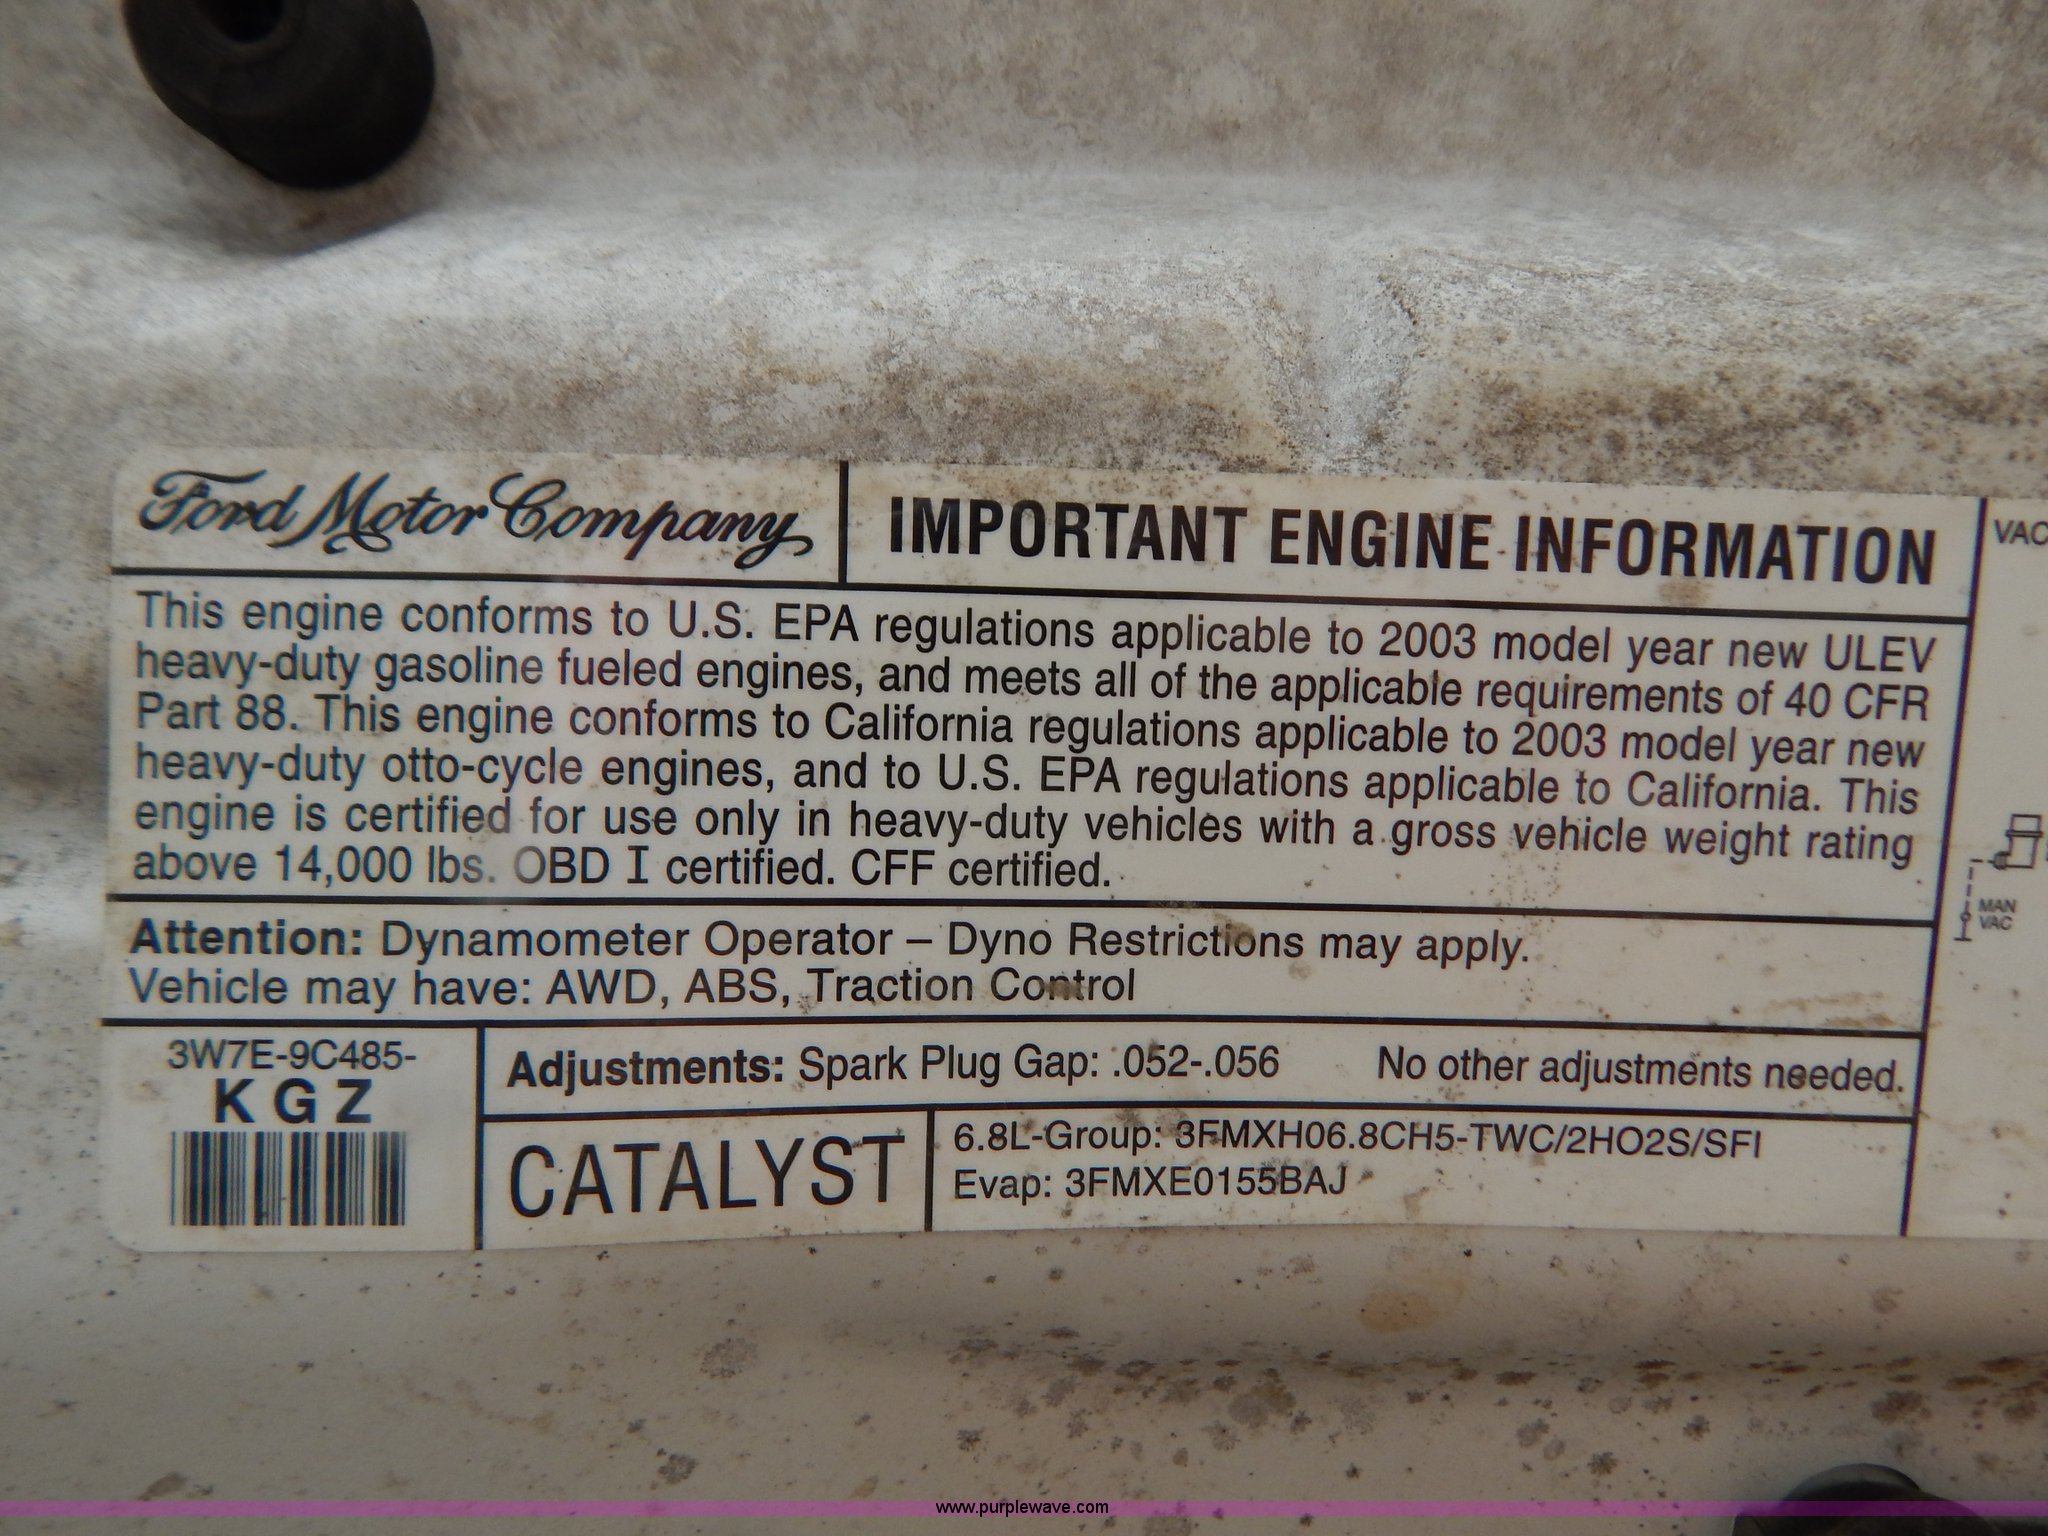 Ford Motor Company
IMPORTANT ENGINE INFORMATION
This engine conforms to U.S. EPA regulations applicable to 2003 model year new ULEV
heavy-duty gasoline fueled engines, and meets all of the applicable requirements of 40 CFR
Part 88. This engine conforms to California regulations applicable to 2003 model year new
heavy-duty otto-cycle engines, and to U.S. EPA regulations applicable to California. This
engine is certified for use only in heavy-duty vehicles with a gross vehicle weight rating
above 14,000 lbs. OBD I certified. CFF certified.
Attention: Dynamometer Operator – Dyno Restrictions may apply.
Vehicle may have: AWD, ABS, Traction Control
3W7E-9C485-
KGZ
Adjustments: Spark Plug Gap: .052-.056 No other adjustments needed.
CATALYST
6.8L-Group: 3FMXH06.8CH5-TWC/2HO2S/SFI
Evap: 3FMXE0155BAJ
VAC
MAN
VAC
www.purplewave.com